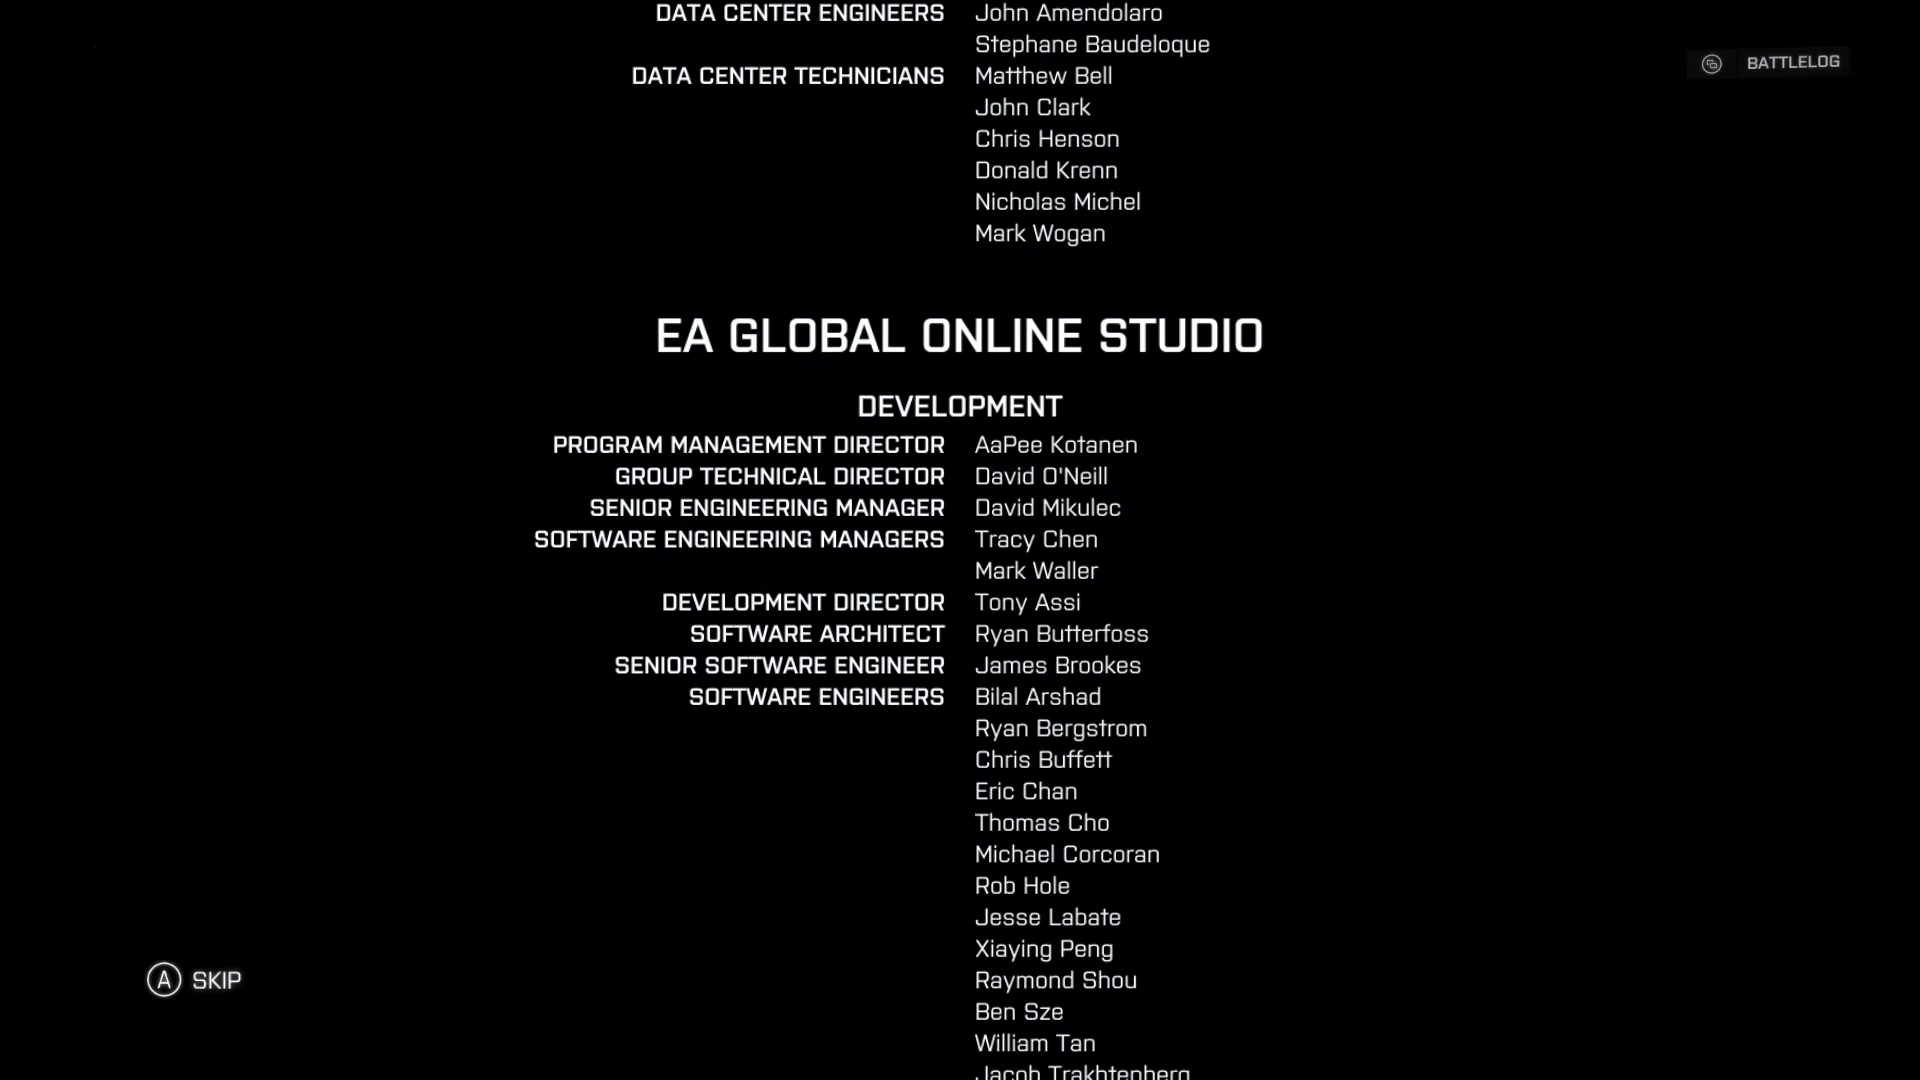 DATA CENTER ENGINEERS John Amendolaro
Stephane Baudeloque
BATTLELOG
DATA CENTER TECHNICIANS Matthew Bell
John Clark
Chris Henson
Donald Krenn
Nicholas Michel
Mark Wogan
EA GLOBAL ONLINE STUDIO
DEVELOPMENT
PROGRAM MANAGEMENT DIRECTOR AaPee Kotanen
GROUP TECHNICAL DIRECTOR David O'Neill
SENIOR ENGINEERING MANAGER David Mikulec
SOFTWARE ENGINEERING MANAGERS Tracy Chen
Mark Waller
DEVELOPMENT DIRECTOR Tony Assi
SOFTWARE ARCHITECT Ryan Butterfoss
SENIOR SOFTWARE ENGINEER James Brookes
SOFTWARE ENGINEERS Bilal Arshad
Ryan Bergstrom
Chris Buffett
Eric Chan
Thomas Cho
Michael Corcoran
Rob Hole
Jesse Labate
Xiaying Peng
Raymond Shou
A SKIP
Ben Sze
William Tan
Jacob Trakhtenberg